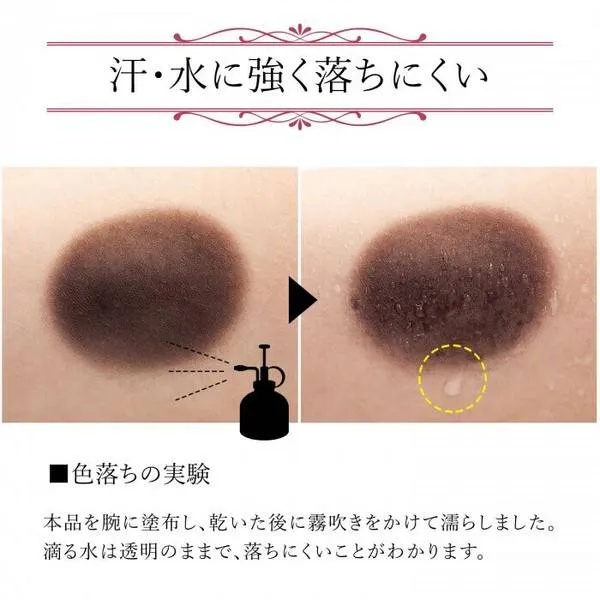 汗・水に強く落ちにくい
■色落ちの実験
本品を腕に塗布し、乾いた後に霧吹きをかけて濡らしました。
滴る水は透明のままで、落ちにくいことがわかります。